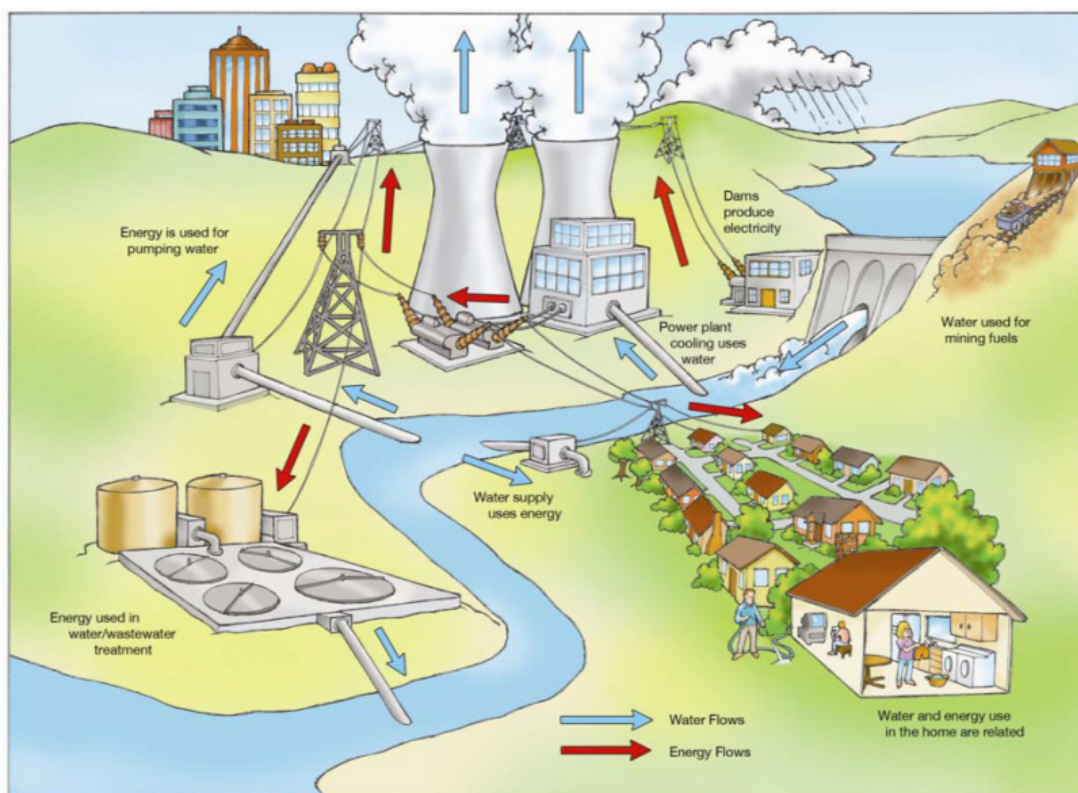 Dams
produce
electricity
Energy is used for
pumping water
Power plant
cooling uses
water
Water used for
mining fuels
Water supply
uses energy
Energy used in
water/wastewater
treatment
Water Flows
Energy Flows
Water and energy use
in the home are related